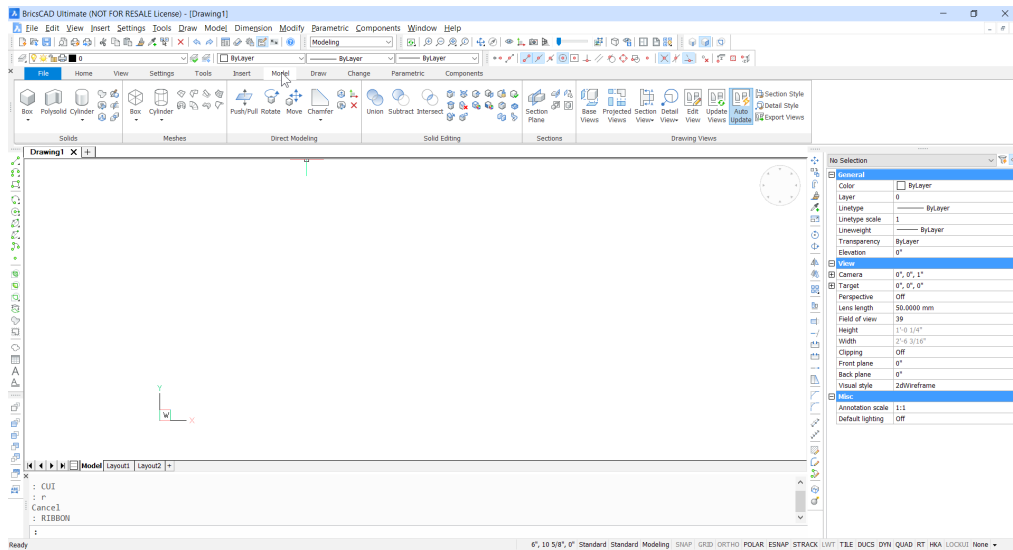 BricsCAD Ultimate (NOT FOR RESALE License) - [Drawing1]
File Edit View Insert Settings Tools Draw Model Dimension Modify Parametric Components Window Help
Modeling
0 ByLayer ByLayer ByLayer
File Home View Settings Tools Insert Model Draw Change Parametric Components
Box Polysolid Cylinder Box Cylinder Push/Pull Rotate Move Chamfer Union Subtract Intersect Section Plane Base Views Projected Views Section View Detail View Edit View Update Views Auto Update Section Style
Detail Style
Export Views
Solids Meshes Direct Modeling Solid Editing Sections Drawing Views
Drawing1 X +
No Selection
General
Color ByLayer
Layer 0
Linetype ByLayer
Linetype scale 1
Lineweight ByLayer
Transparency ByLayer
Elevation 0"
View
Camera 0", 0", 1"
Target 0", 0", 0"
Perspective Off
Lens length 50.0000 mm
Field of view 39
Height 1'-0 1/4"
Width 2'-6 3/16"
Clipping Off
Front plane 0"
Back plane 0"
Visual style 2dWireframe
Misc
Annotation scale 1:1
Default lighting Off
Y
W X
Model Layout1 Layout2 +
: CUI
: r
Cancel
: RIBBON
:
Ready 6", 10 5/8", 0" Standard Standard Modeling SNAP GRID ORTHO POLAR ESNAP STRACK LWT TILE DUCS DYN QUAD RT HKA LOCKUI None